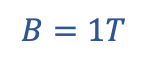 B = 1T